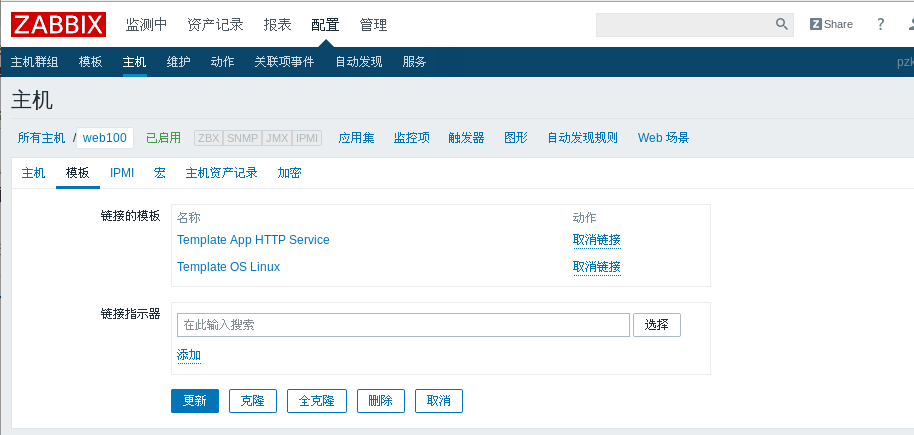 ZABBIX 监测中 资产记录 报表 配置 管理 Z Share ?
主机群组 模板 主机 维护 动作 关联项事件 自动发现 服务 pzk
主机
所有主机 / web100 已启用 ZBX SNMP JMX IPMI 应用集 监控项 触发器 图形 自动发现规则 Web 场景
主机 模板 IPMI 宏 主机资产记录 加密
链接的模板 名称 动作
Template App HTTP Service 取消链接
Template OS Linux 取消链接
链接指示器
在此输入搜索 选择
添加
更新 克隆 全克隆 删除 取消